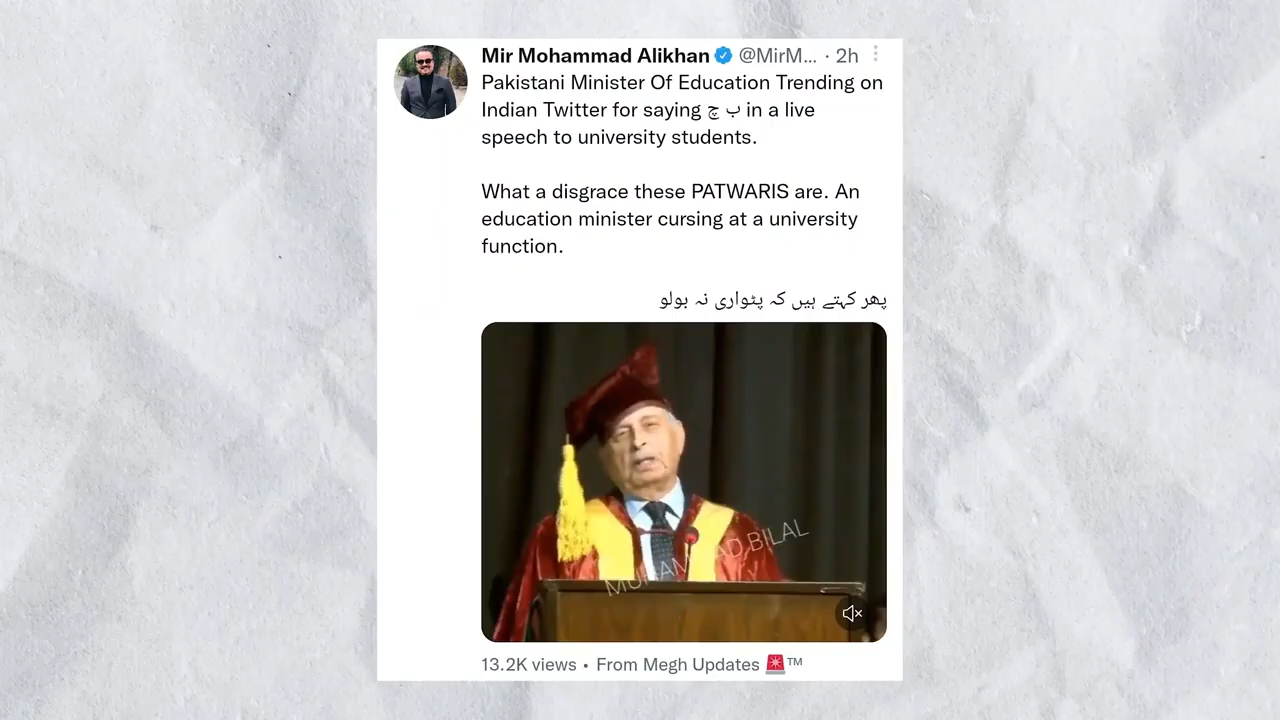 Mir Mohammad Alikhan @MirM... · 2h
Pakistani Minister Of Education Trending on
Indian Twitter for saying ب چ in a live
speech to university students.
What a disgrace these PATWARIS are. An
education minister cursing at a university
function.
پھر کہتے ہیں کہ پٹواری نہ بولو
MUHAMMAD BILAL
13.2K views • From Megh Updates 🚨™